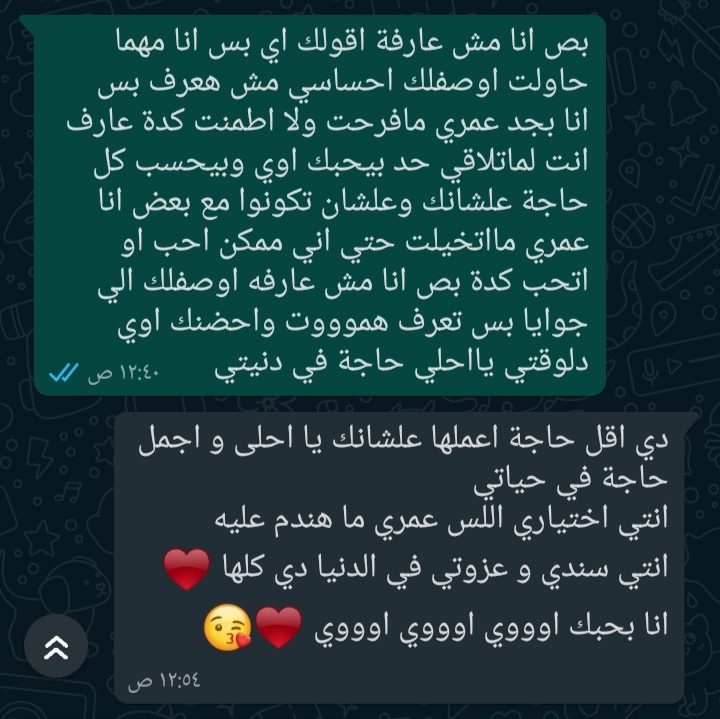 بص انا مش عارفة اقولك اي بس انا مهما
حاولت اوصفلك احساسي مش هعرف بس
انا بجد عمري مافرحت ولا اطمنت كدة عارف
انت لماتلاقي حد بيحبك اوي وبيحسب كل
حاجة علشانك وعلشان تكونوا مع بعض انا
عمري مااتخيلت حتي اني ممكن احب او
اتحب كدة بص انا مش عارفه اوصفلك الي
جوايا بس تعرف هموووت واحضنك اوي
دلوقتي يااحلي حاجة في دنيتي
١٢:٤٠ ص
دي اقل حاجة اعملها علشانك يا احلى و اجمل
حاجة في حياتي
انتي اختياري اللس عمري ما هندم عليه
انتي سندي و عزوتي في الدنيا دي كلها ❤️
انا بحبك اوووي اوووي اوووي ❤️😘
١٢:٥٤ ص